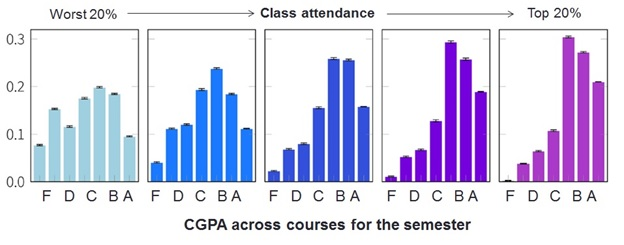 Worst 20% Class attendance Top 20%
0.3
0.2
0.1
0.0
F D C B A F D C B A F D C B A F D C B A F D C B A
CGPA across courses for the semester